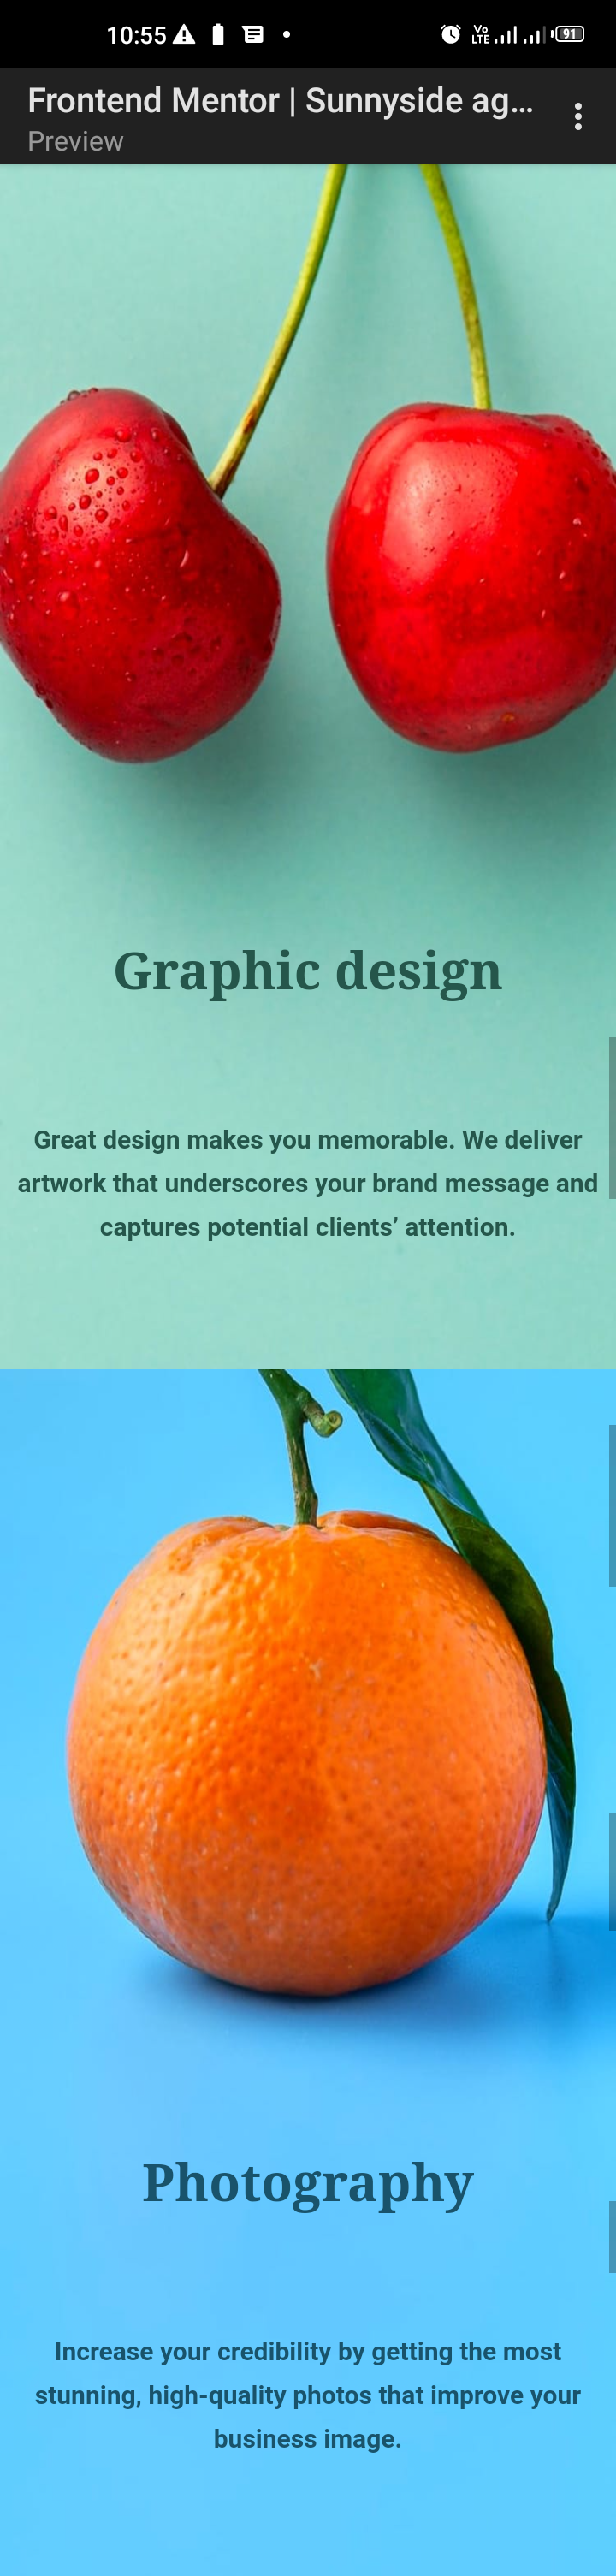 10:55
Vo LTE
91
Frontend Mentor | Sunnyside ag...
Preview
Graphic design
Great design makes you memorable. We deliver
artwork that underscores your brand message and
captures potential clients’ attention.
Photography
Increase your credibility by getting the most
stunning, high-quality photos that improve your
business image.